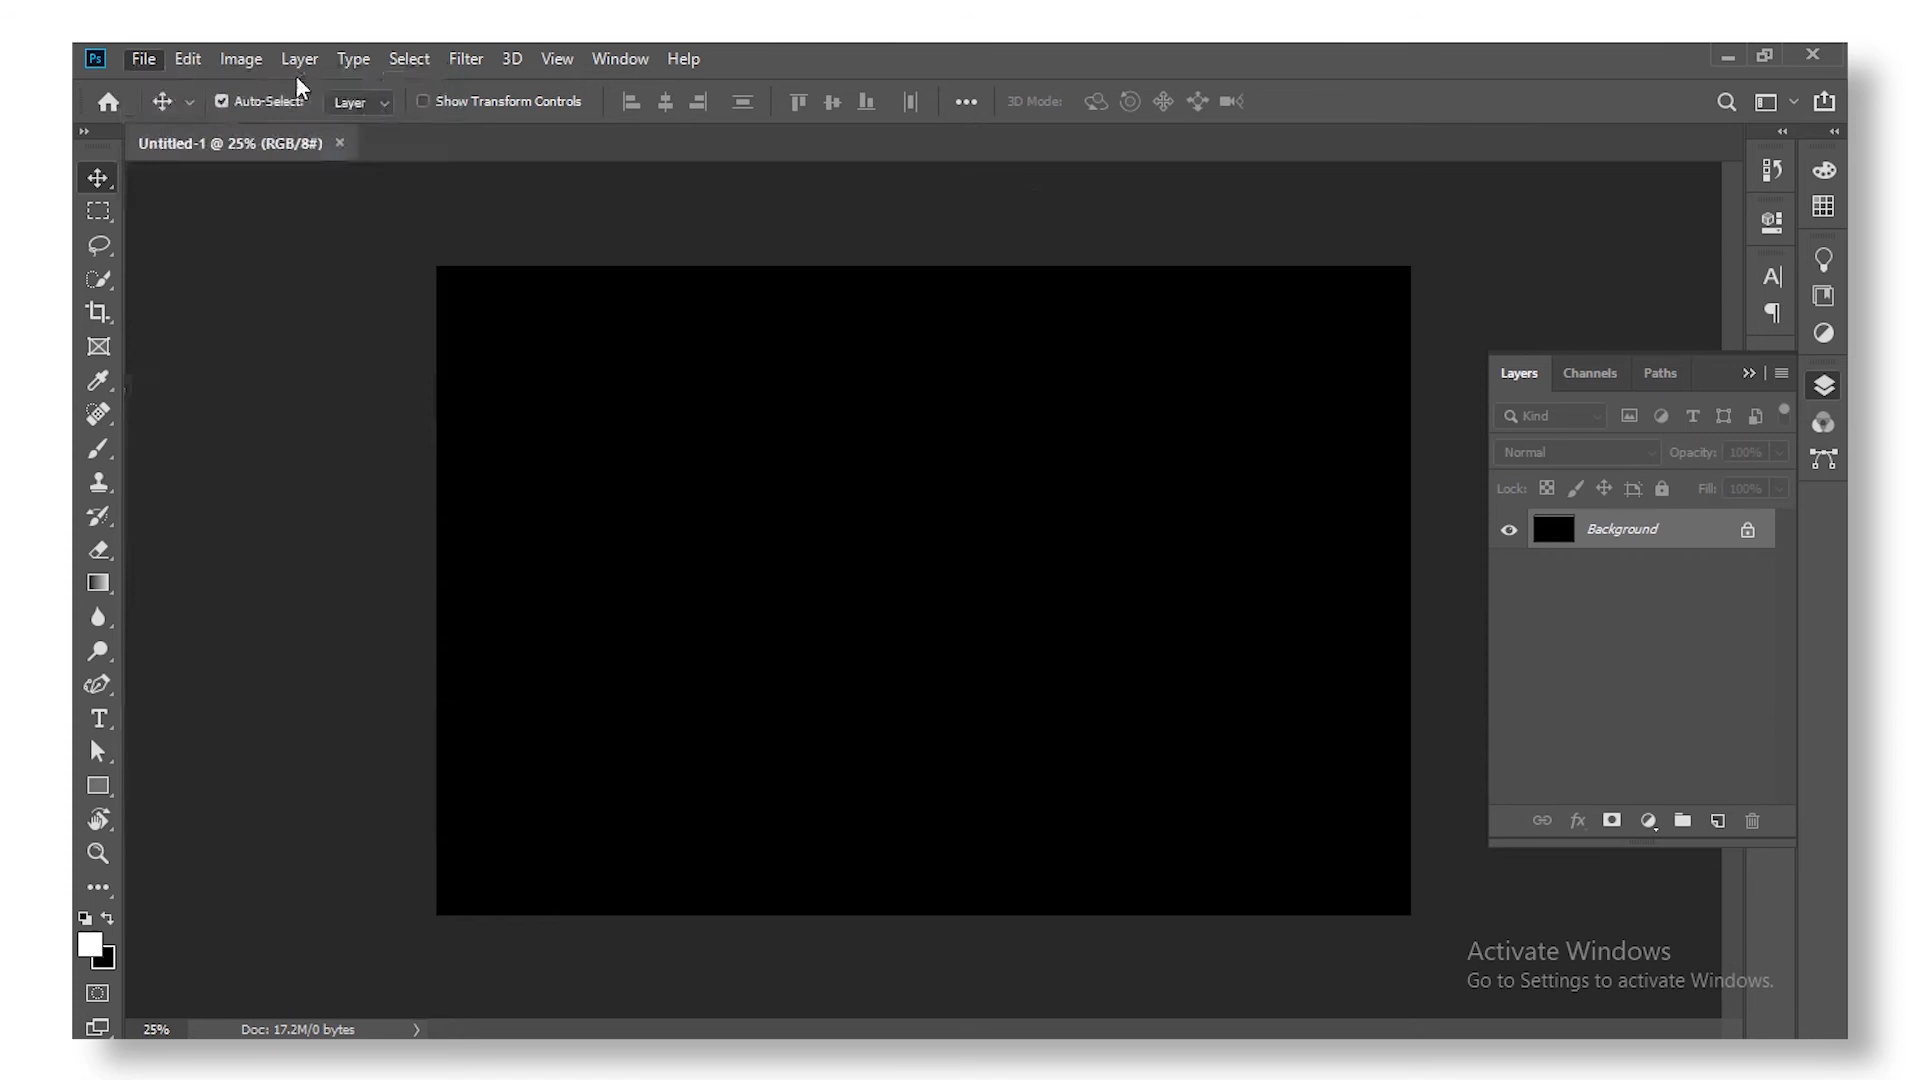 Ps File Edit Image Layer Type Select Filter 3D View Window Help
Auto-Select: Layer Show Transform Controls 3D Mode:
Untitled-1 @ 25% (RGB/8#)
Layers Channels Paths
Kind
Normal Opacity: 100%
Lock: Fill: 100%
Background
fx
Activate Windows
Go to Settings to activate Windows.
25% Doc: 17.2M/0 bytes